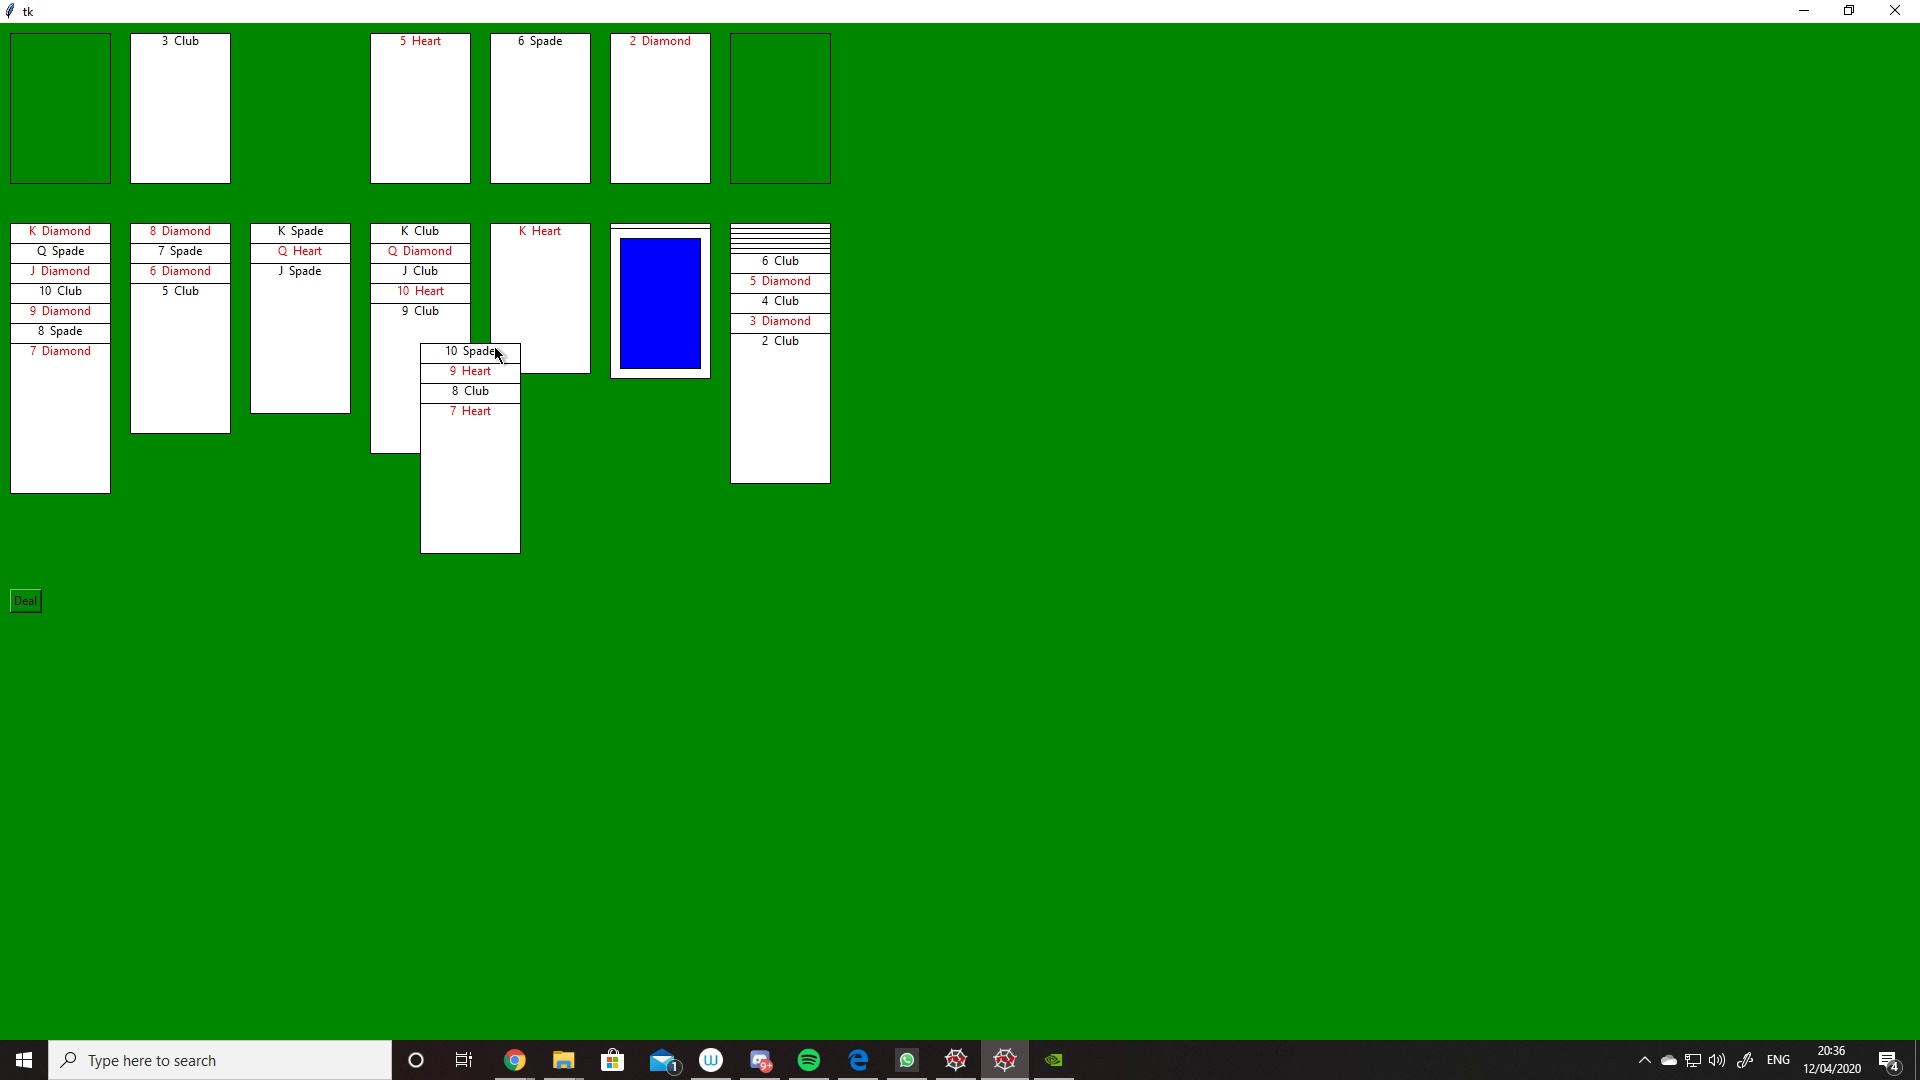 tk
3 Club
5 Heart
6 Spade
2 Diamond
K Diamond
Q Spade
J Diamond
10 Club
9 Diamond
8 Spade
7 Diamond
8 Diamond
7 Spade
6 Diamond
5 Club
K Spade
Q Heart
J Spade
K Club
Q Diamond
J Club
10 Heart
9 Club
10 Spade
9 Heart
8 Club
7 Heart
K Heart
6 Club
5 Diamond
4 Club
3 Diamond
2 Club
Deal
Type here to search
1
W
9+
ENG
20:36
12/04/2020
4